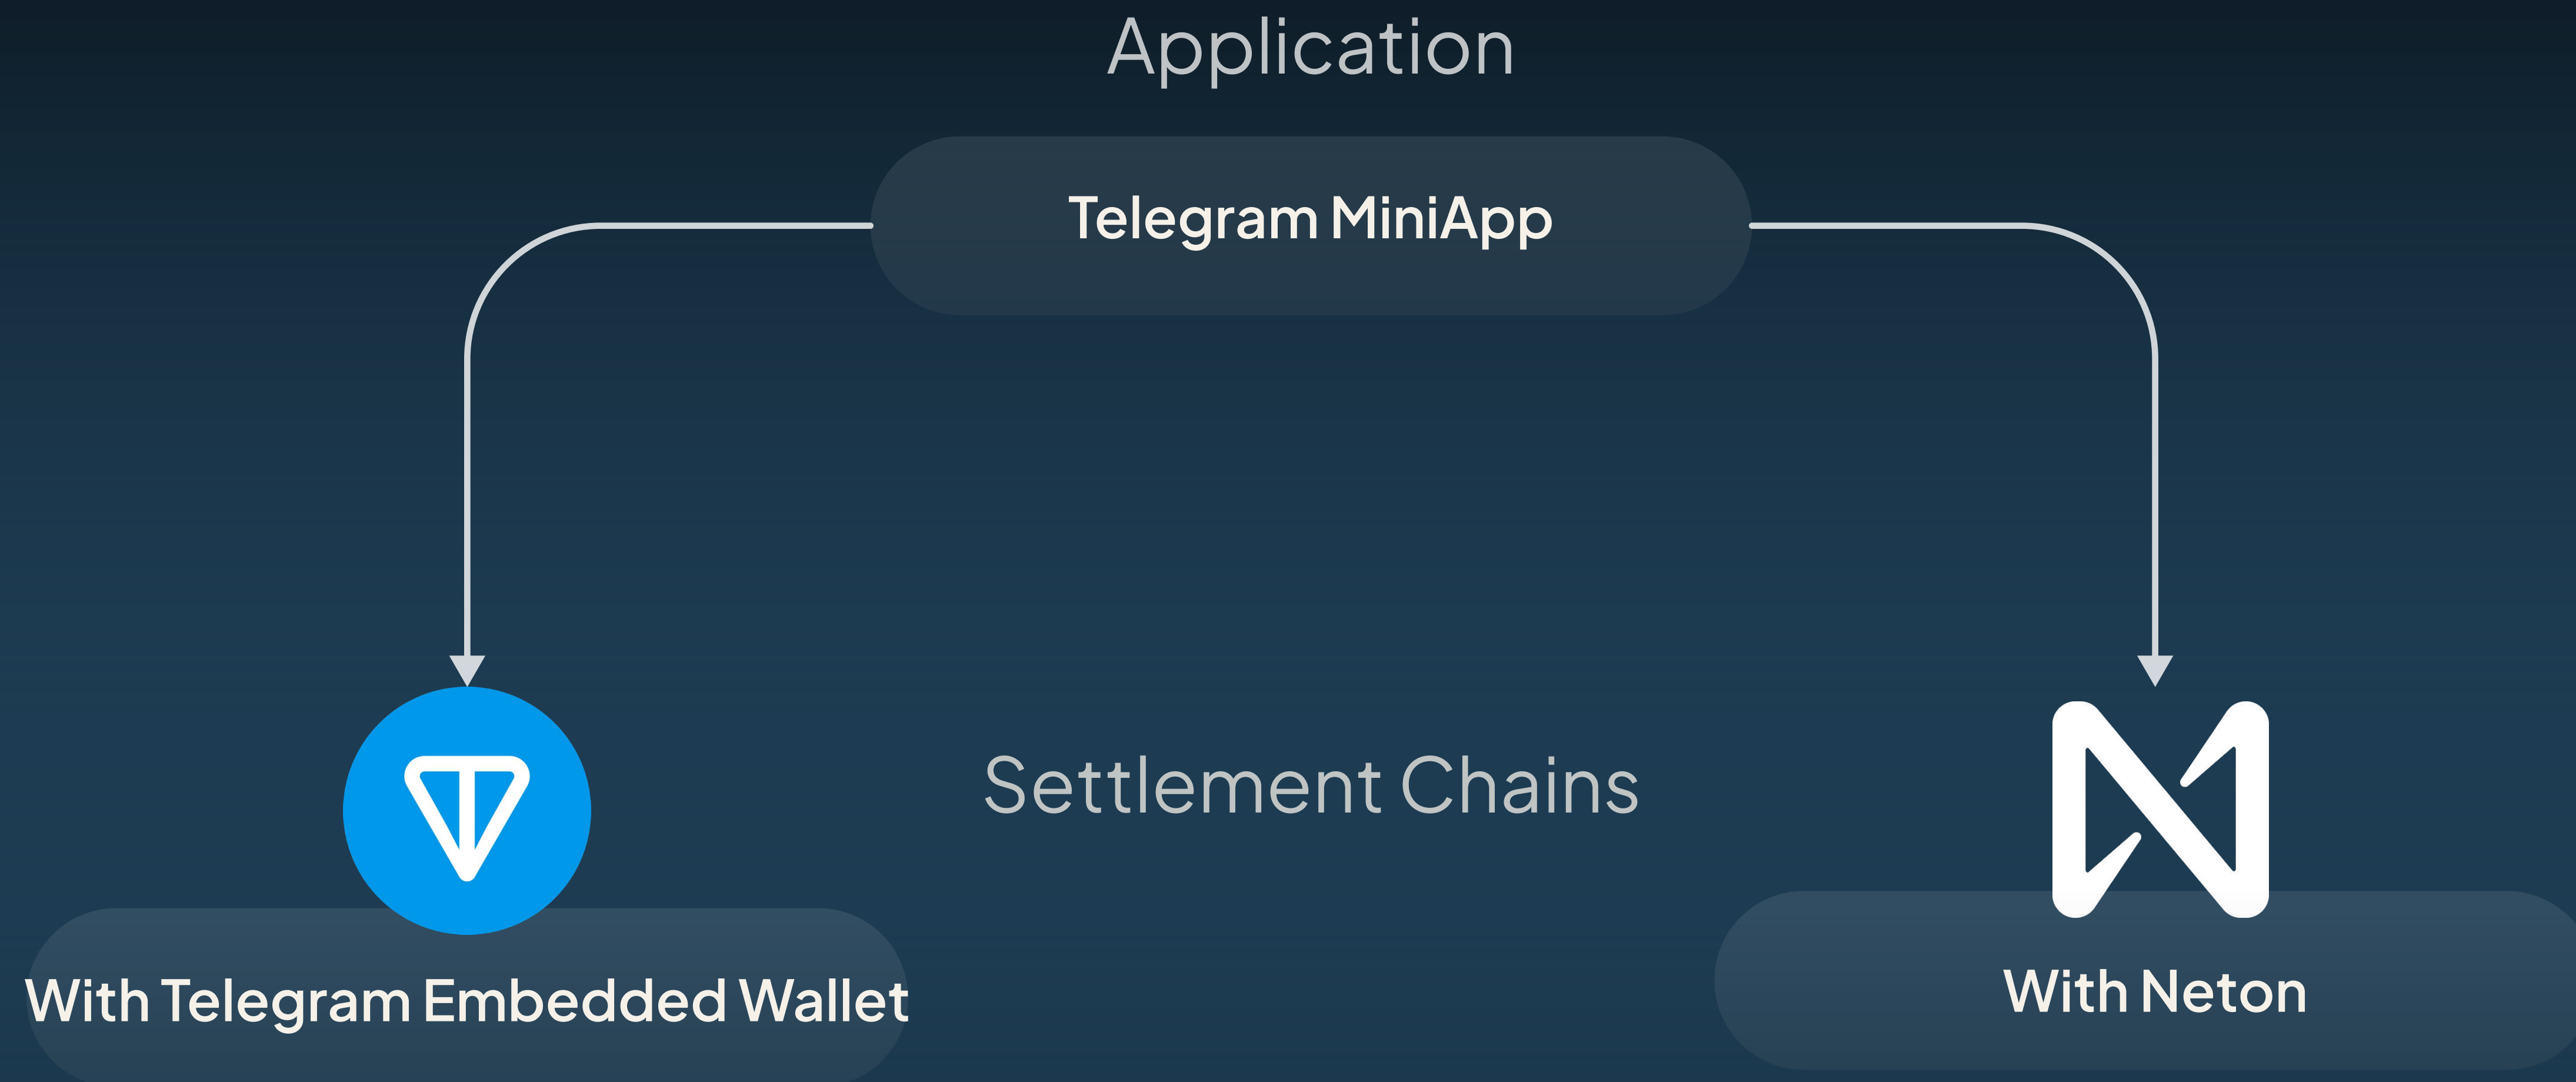 Application
Telegram MiniApp
Settlement Chains
With Telegram Embedded Wallet
With Neton